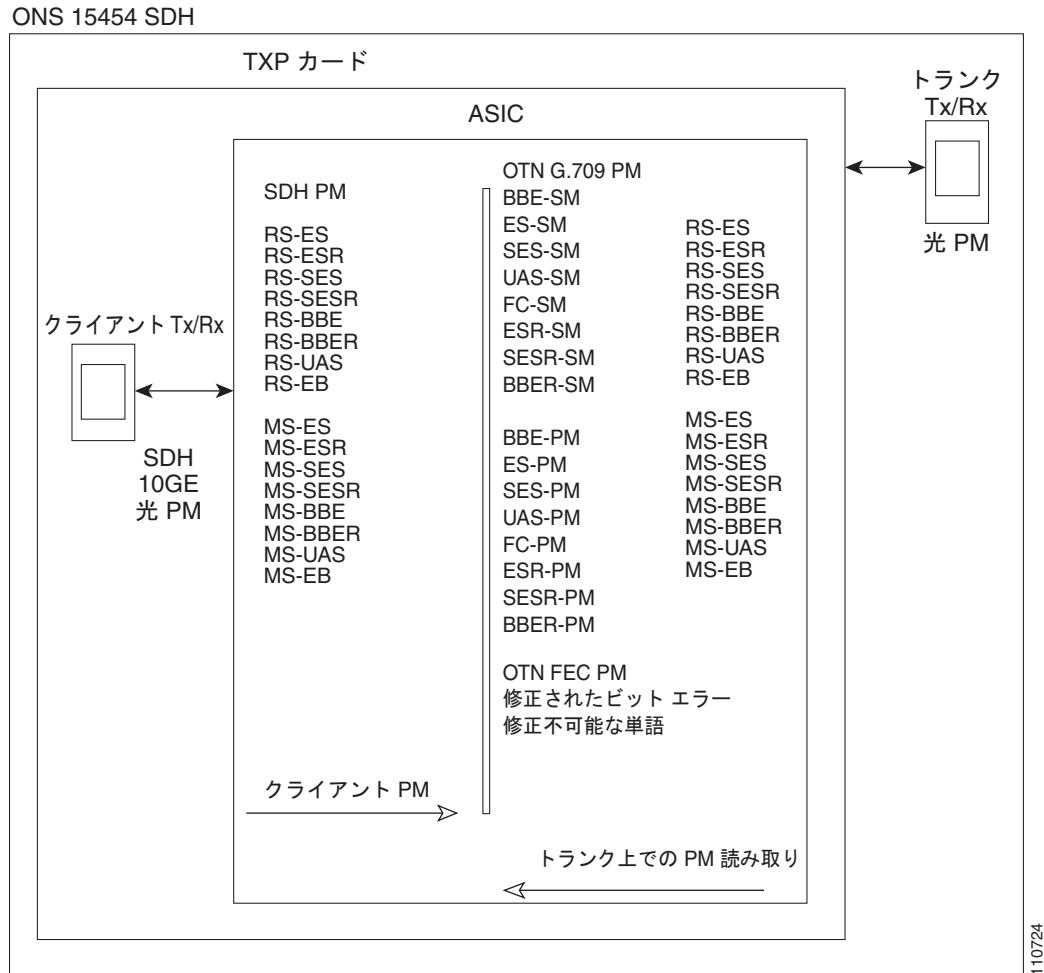 ONS 15454 SDH
TXP カード
ASIC
トランク
Tx/Rx
光 PM
クライアント Tx/Rx
SDH
10GE
光 PM
SDH PM
RS-ES
RS-ESR
RS-SES
RS-SESR
RS-BBE
RS-BBER
RS-UAS
RS-EB
MS-ES
MS-ESR
MS-SES
MS-SESR
MS-BBE
MS-BBER
MS-UAS
MS-EB
OTN G.709 PM
BBE-SM
ES-SM
SES-SM
UAS-SM
FC-SM
ESR-SM
SESR-SM
BBER-SM
BBE-PM
ES-PM
SES-PM
UAS-PM
FC-PM
ESR-PM
SESR-PM
BBER-PM
OTN FEC PM
修正されたビット エラー
修正不可能な単語
RS-ES
RS-ESR
RS-SES
RS-SESR
RS-BBE
RS-BBER
RS-UAS
RS-EB
MS-ES
MS-ESR
MS-SES
MS-SESR
MS-BBE
MS-BBER
MS-UAS
MS-EB
クライアント PM
トランク上での PM 読み取り
110724